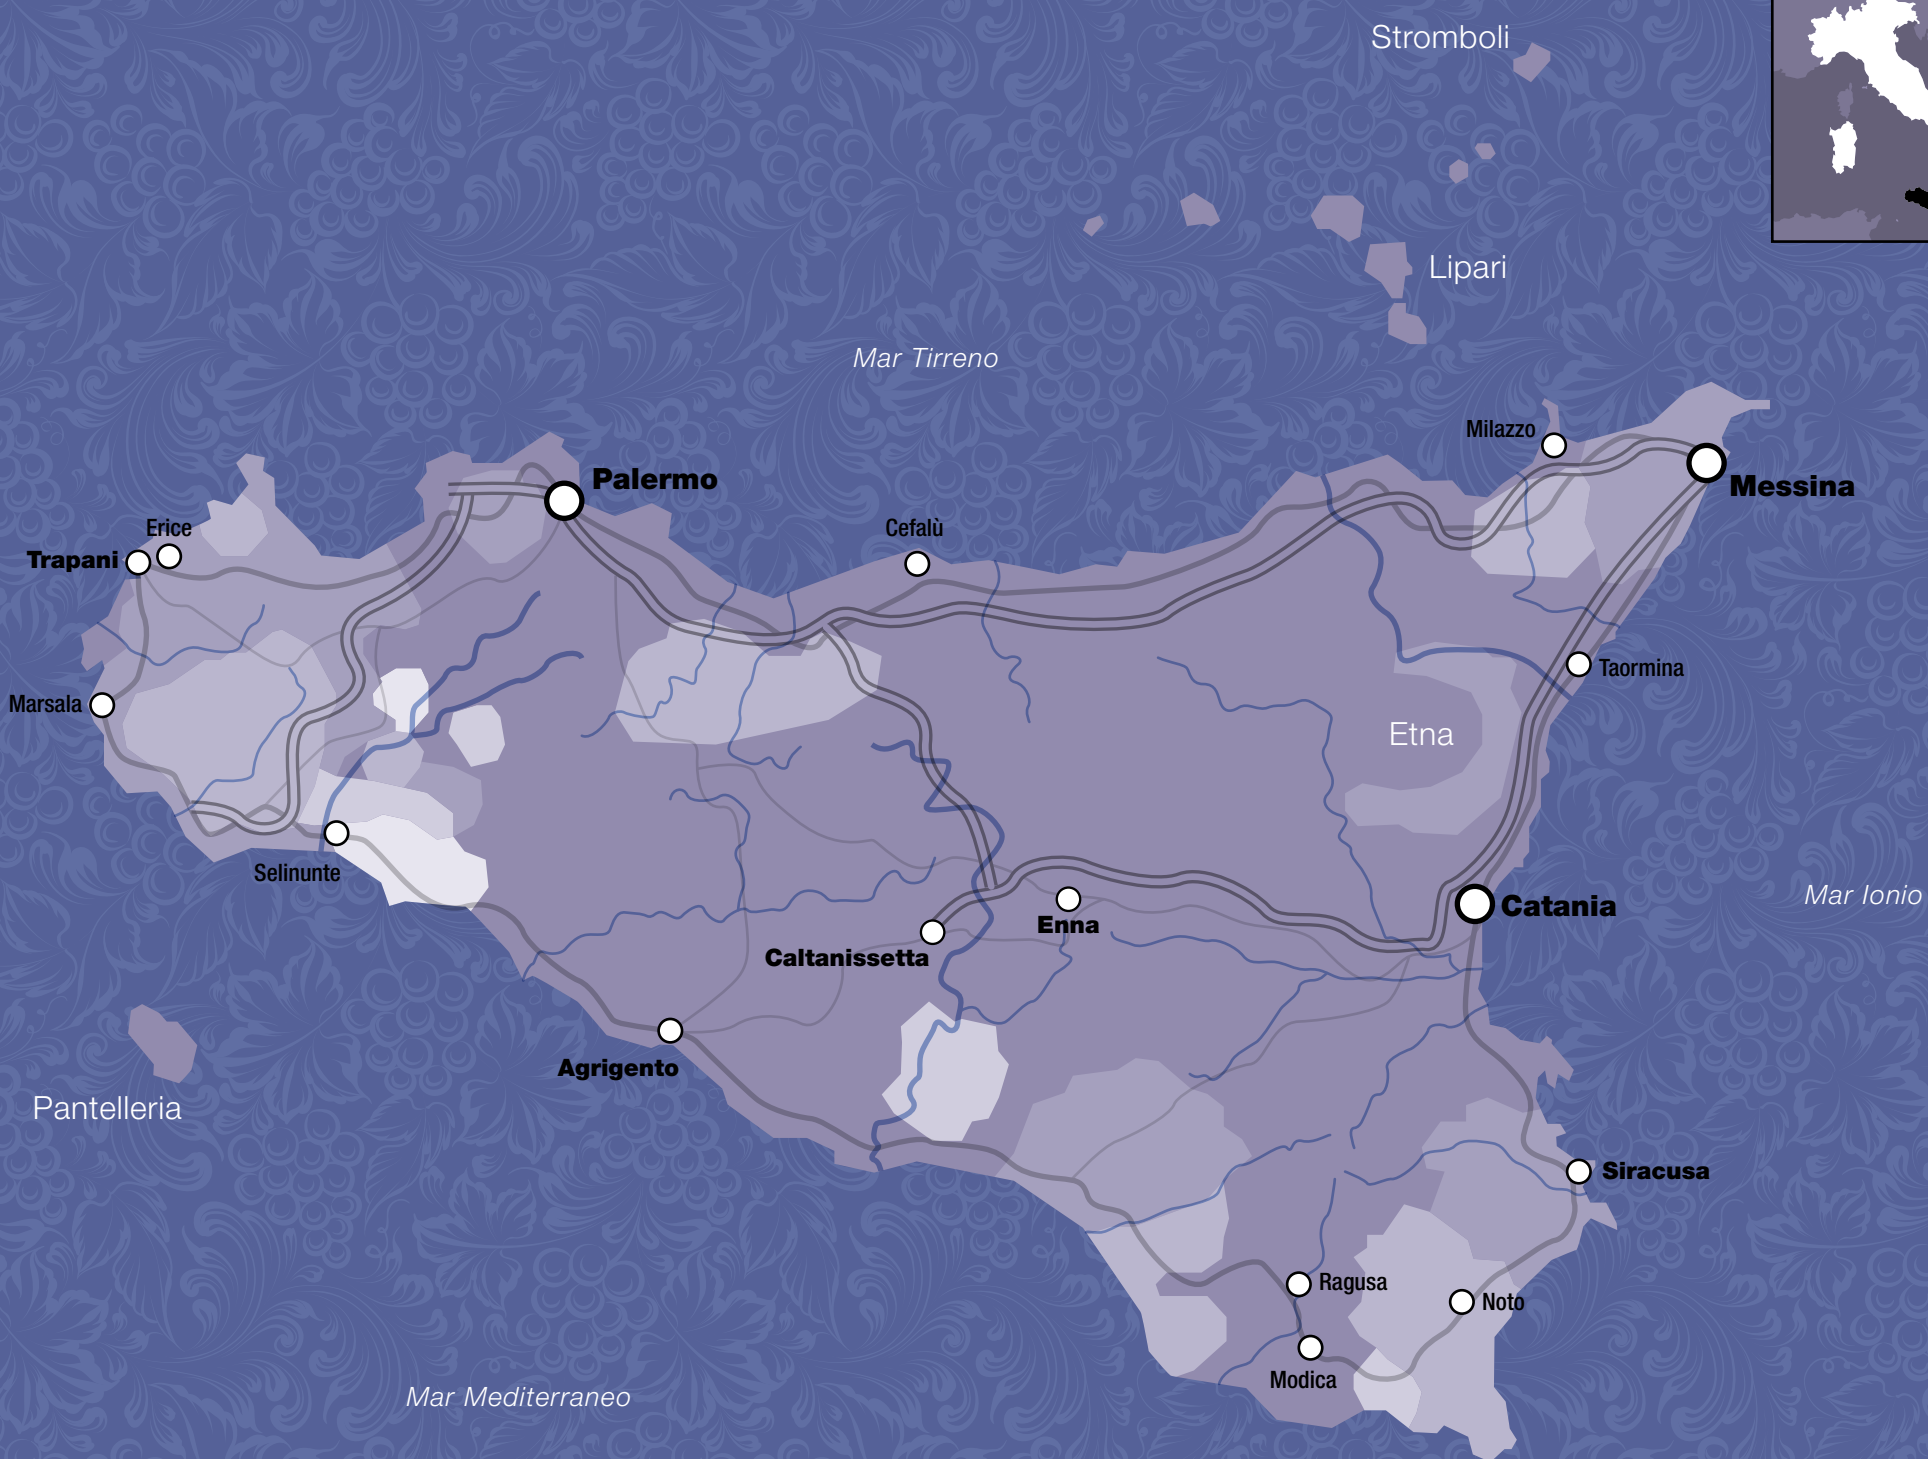 Stromboli
Lipari
Mar Tirreno
Milazzo
Palermo
Messina
Erice
Cefalù
Trapani
Taormina
Marsala
Etna
Selinunte
Mar Ionio
Catania
Enna
Caltanissetta
Agrigento
Pantelleria
Siracusa
Ragusa
Noto
Modica
Mar Mediterraneo